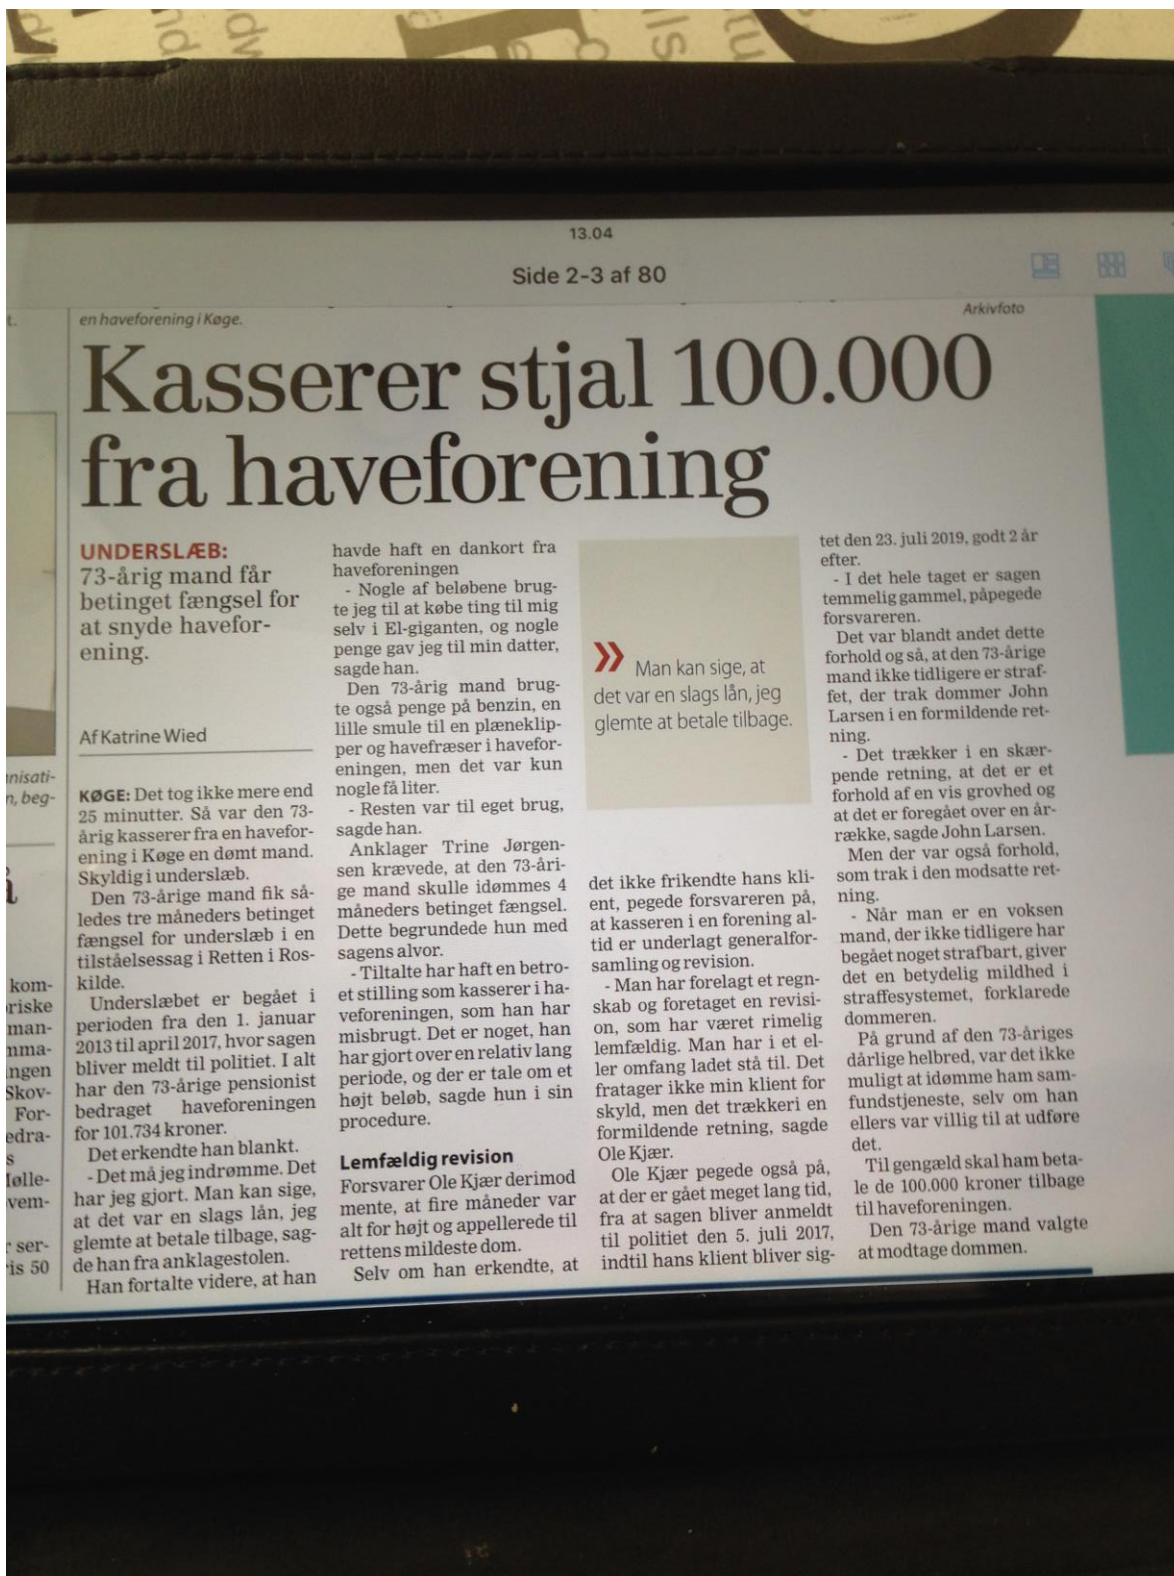 13.04
Side 2-3 af 80
t.
en haveforening i Køge.
Arkivfoto
Kasserer stjal 100.000
fra haveforening
UNDERSLÆB:
73-årig mand får
betinget fængsel for
at snyde havefor-
ening.
Af Katrine Wied
KØGE: Det tog ikke mere end
25 minutter. Så var den 73-
årig kasserer fra en havefor-
ening i Køge en dømt mand.
Skyldig i underslæb.
Den 73-årige mand fik så-
ledes tre måneders betinget
fængsel for underslæb i en
tilståelsessag i Retten i Ros-
kilde.
Underslæbet er begået i
perioden fra den 1. januar
2013 til april 2017, hvor sagen
bliver meldt til politiet. I alt
har den 73-årige pensionist
bedraget haveforeningen
for 101.734 kroner.
Det erkendte han blankt.
- Det må jeg indrømme. Det
har jeg gjort. Man kan sige,
at det var en slags lån, jeg
glemte at betale tilbage, sag-
de han fra anklagestolen.
Han fortalte videre, at han
havde haft en dankort fra
haveforeningen
- Nogle af beløbene brug-
te jeg til at købe ting til mig
selv i El-giganten, og nogle
penge gav jeg til min datter,
sagde han.
Den 73-årig mand brug-
te også penge på benzin, en
lille smule til en plæneklip-
per og havefræser i havefor-
eningen, men det var kun
nogle få liter.
- Resten var til eget brug,
sagde han.
Anklager Trine Jørgen-
sen krævede, at den 73-åri-
ge mand skulle idømmes 4
måneders betinget fængsel.
Dette begrundede hun med
sagens alvor.
- Tiltalte har haft en betro-
et stilling som kasserer i ha-
veforeningen, som han har
misbrugt. Det er noget, han
har gjort over en relativ lang
periode, og der er tale om et
højt beløb, sagde hun i sin
procedure.
Lemfældig revision
Forsvarer Ole Kjær derimod
mente, at fire måneder var
alt for højt og appellerede til
rettens mildeste dom.
Selv om han erkendte, at
» Man kan sige, at
det var en slags lån, jeg
glemte at betale tilbage.
det ikke frikendte hans kli-
ent, pegede forsvareren på,
at kasseren i en forening al-
tid er underlagt generalfor-
samling og revision.
- Man har forelagt et regn-
skab og foretaget en revisi-
on, som har været rimelig
lemfældig. Man har i et el-
ler omfang ladet stå til. Det
fratager ikke min klient for
skyld, men det trækkeri en
formildende retning, sagde
Ole Kjær.
Ole Kjær pegede også på,
at der er gået meget lang tid,
fra at sagen bliver anmeldt
til politiet den 5. juli 2017,
indtil hans klient bliver sig-
tet den 23. juli 2019, godt 2 år
efter.
- I det hele taget er sagen
temmelig gammel, påpegede
forsvareren.
Det var blandt andet dette
forhold og så, at den 73-årige
mand ikke tidligere er straf-
fet, der trak dommer John
Larsen i en formildende ret-
ning.
- Det trækker i en skær-
pende retning, at det er et
forhold af en vis grovhed og
at det er foregået over en år-
række, sagde John Larsen.
Men der var også forhold,
som trak i den modsatte ret-
ning.
- Når man er en voksen
mand, der ikke tidligere har
begået noget strafbart, giver
det en betydelig mildhed i
straffesystemet, forklarede
dommeren.
På grund af den 73-åriges
dårlige helbred, var det ikke
muligt at idømme ham sam-
fundstjeneste, selv om han
ellers var villig til at udføre
det.
Til gengæld skal ham beta-
le de 100.000 kroner tilbage
til haveforeningen.
Den 73-årige mand valgte
at modtage dommen.